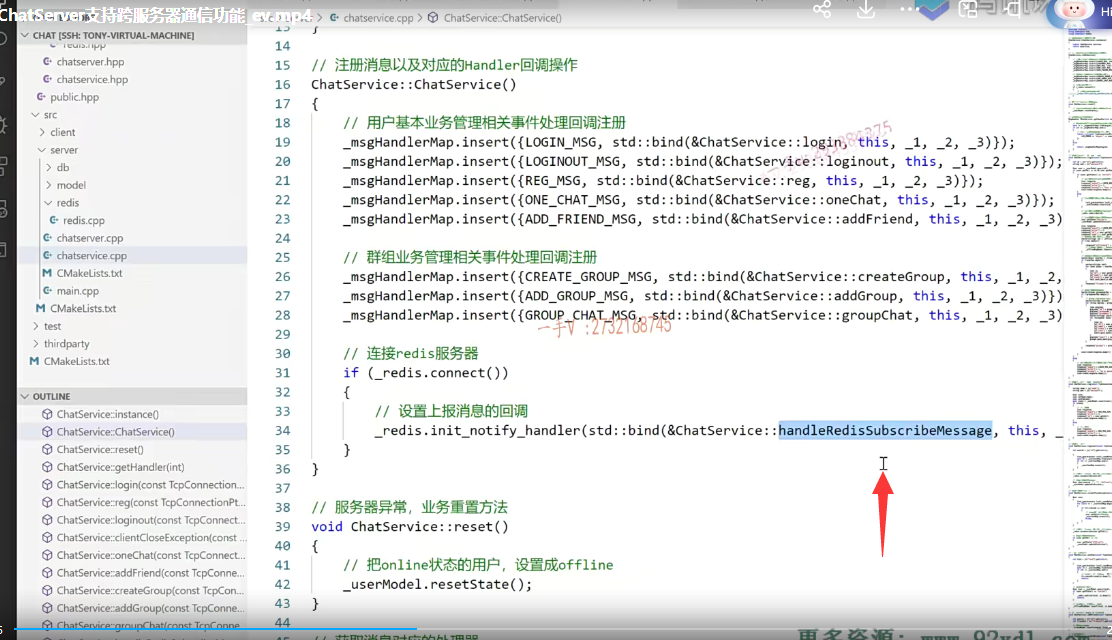 ChatServer支持跨服务器通信功能_ev.mp4
chatservice.cpp > ChatService::ChatService()
CHAT [SSH: TONY-VIRTUAL-MACHINE]
redis.hpp
chatserver.hpp
chatservice.hpp
public.hpp
src
client
server
db
model
redis
redis.cpp
chatserver.cpp
chatservice.cpp
CMakeLists.txt
main.cpp
CMakeLists.txt
test
thirdparty
CMakeLists.txt
OUTLINE
ChatService::instance()
ChatService::ChatService()
ChatService::reset()
ChatService::getHandler(int)
ChatService::login(const TcpConnection...
ChatService::reg(const TcpConnectionPt...
ChatService::loginout(const TcpConnect...
ChatService::clientCloseException(const ...
ChatService::oneChat(const TcpConnect...
ChatService::addFriend(const TcpConne...
ChatService::createGroup(const TcpCon...
ChatService::addGroup(const TcpConne...
ChatService::groupChat(const TcpConne
13 }
14
15 // 注册消息以及对应的Handler回调操作
16 ChatService::ChatService()
17 {
18 // 用户基本业务管理相关事件处理回调注册
19 _msgHandlerMap.insert({LOGIN_MSG, std::bind(&ChatService::login, this, _1, _2, _3)});
20 _msgHandlerMap.insert({LOGINOUT_MSG, std::bind(&ChatService::loginout, this, _1, _2, _3)});
21 _msgHandlerMap.insert({REG_MSG, std::bind(&ChatService::reg, this, _1, _2, _3)});
22 _msgHandlerMap.insert({ONE_CHAT_MSG, std::bind(&ChatService::oneChat, this, _1, _2, _3)});
23 _msgHandlerMap.insert({ADD_FRIEND_MSG, std::bind(&ChatService::addFriend, this, _1, _2, _3)
24
25 // 群组业务管理相关事件处理回调注册
26 _msgHandlerMap.insert({CREATE_GROUP_MSG, std::bind(&ChatService::createGroup, this, _1, _2,
27 _msgHandlerMap.insert({ADD_GROUP_MSG, std::bind(&ChatService::addGroup, this, _1, _2, _3)})
28 _msgHandlerMap.insert({GROUP_CHAT_MSG, std::bind(&ChatService::groupChat, this, _1, _2, _3)
一手V :2732168745
29
30 // 连接redis服务器
31 if (_redis.connect())
32 {
33 // 设置上报消息的回调
34 _redis.init_notify_handler(std::bind(&ChatService::handleRedisSubscribeMessage, this, _
35 }
36 }
37
38 // 服务器异常，业务重置方法
39 void ChatService::reset()
40 {
41 // 把online状态的用户，设置成offline
42 _userModel.resetState();
43 }
44
// 获取消息对应的处理器
Hi